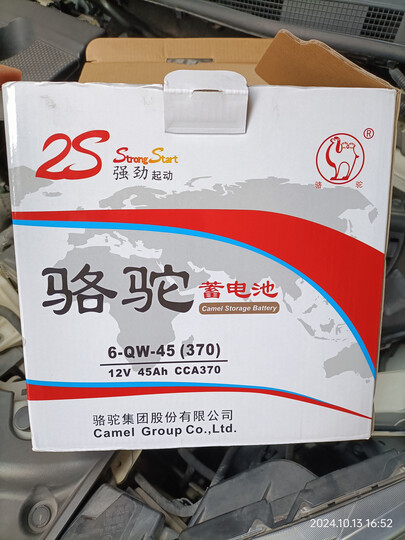 2S
Strong Start
强劲起动
®
骆 驼
骆驼 蓄电池
Camel Storage Battery
6-QW-45 (370)
12V 45Ah CCA370
骆驼集团股份有限公司
Camel Group Co.,Ltd.
2024.10.13 16:52